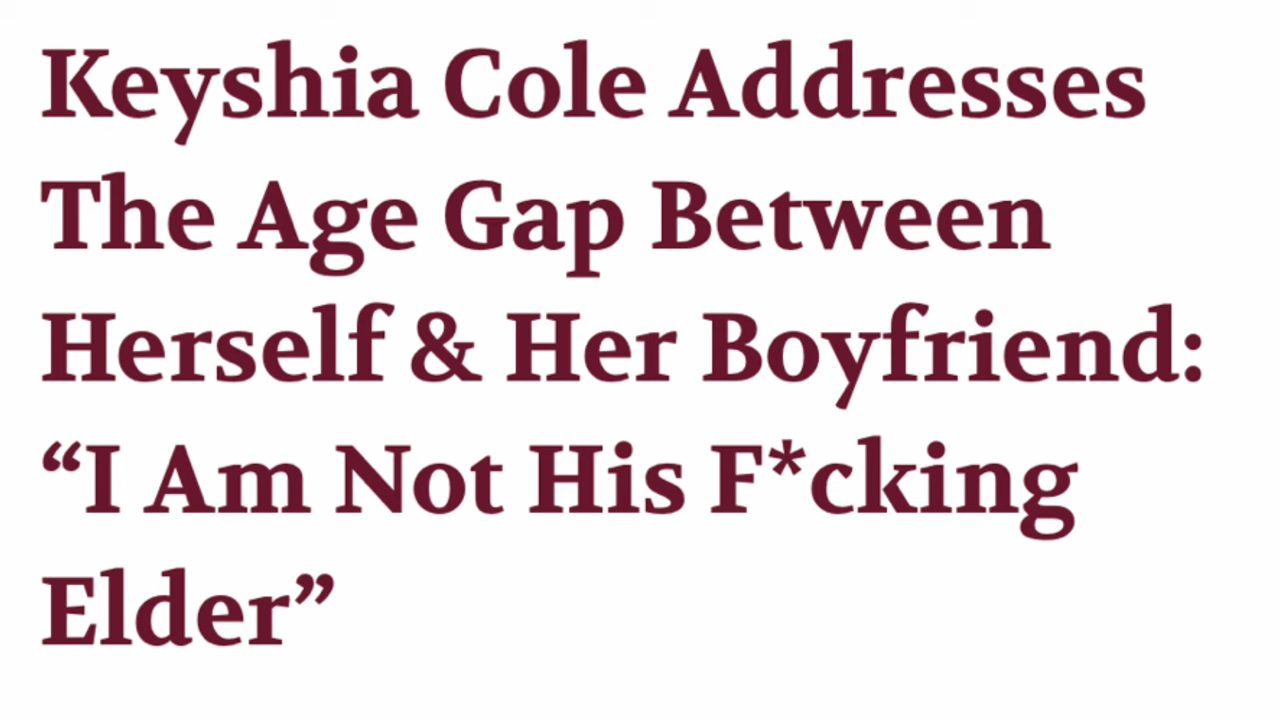 Keyshia Cole Addresses
The Age Gap Between
Herself & Her Boyfriend:
“I Am Not His F*cking
Elder”